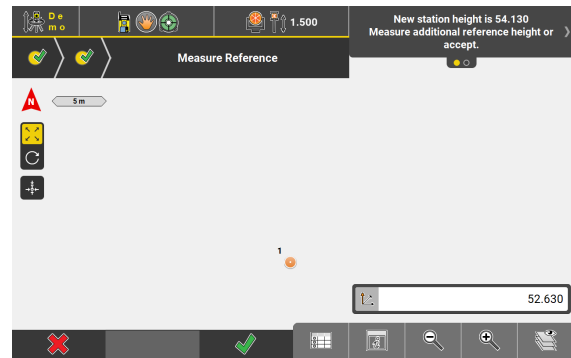 De
mo
1.500
New station height is 54.130
Measure additional reference height or
accept.
Measure Reference
N
5 m
1
52.630